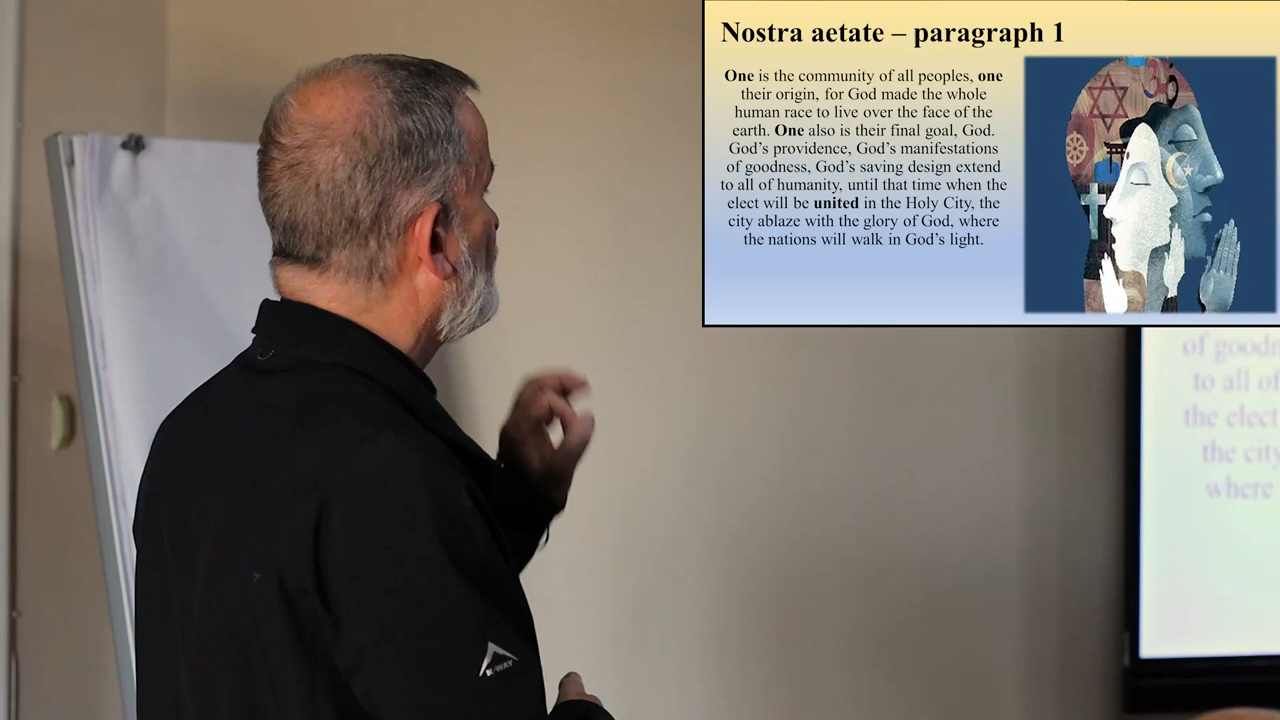 Nostra aetate – paragraph 1
One is the community of all peoples, one
their origin, for God made the whole
human race to live over the face of the
earth. One also is their final goal, God.
God's providence, God's manifestations
of goodness, God's saving design extend
to all of humanity, until that time when the
elect will be united in the Holy City, the
city ablaze with the glory of God, where
the nations will walk in God's light.
of goodn
to all of
the elect
the city
where
K-WAY